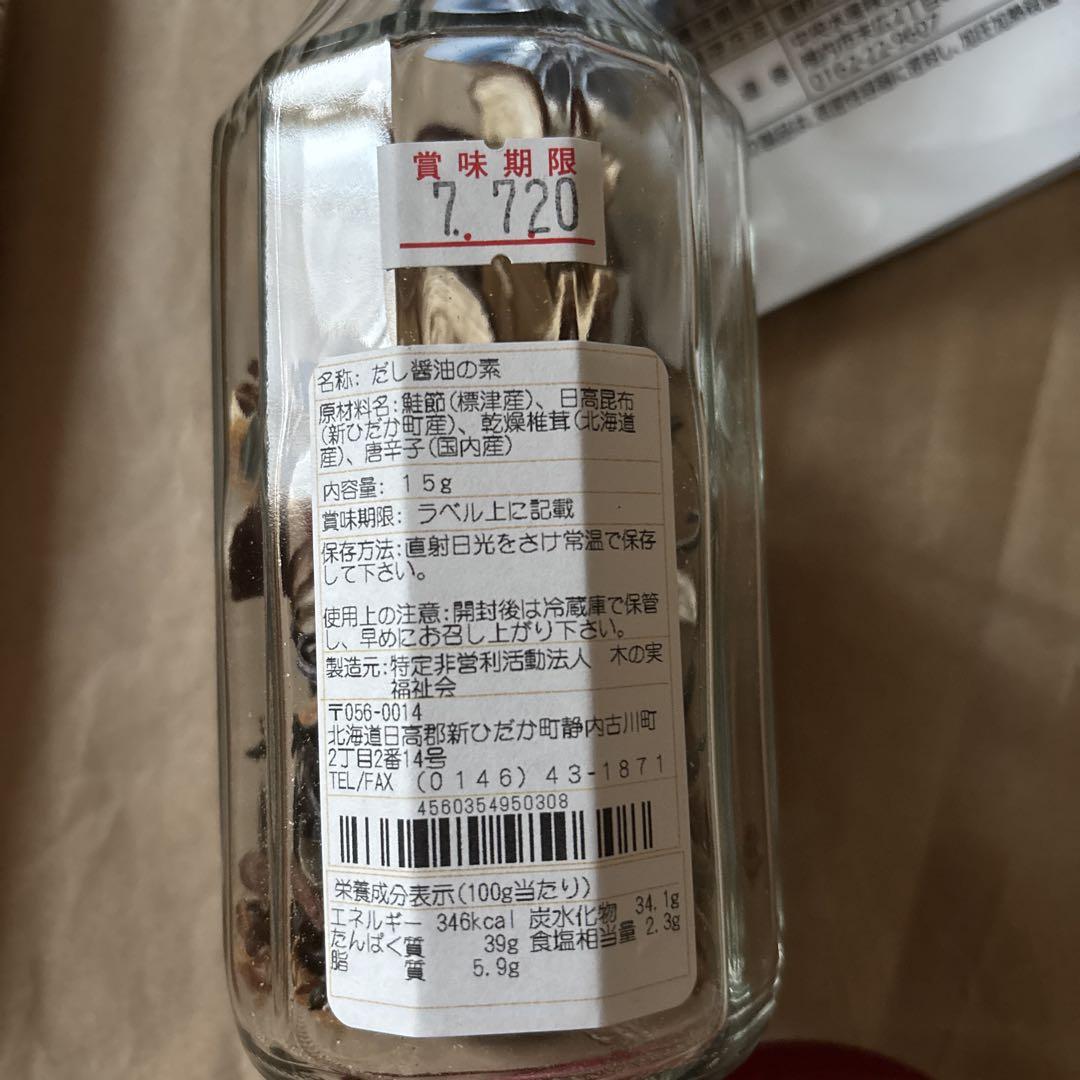 賞味期限
7. 7.20
名称: だし醤油の素
原材料名:鮭節(標津産)、日高昆布
(新ひだか町産)、乾燥椎茸(北海道
産)、唐辛子(国内産)
内容量: 15g
賞味期限: ラベル上に記載
保存方法:直射日光をさけ常温で保存
して下さい。
使用上の注意:開封後は冷蔵庫で保管
し、早めにお召し上がり下さい。
製造元:特定非営利活動法人 木の実
福祉会
〒056-0014
北海道日高郡新ひだか町静内古川町
2丁目2番14号
TEL/FAX (0146) 43-1871
4560354950308
栄養成分表示(100g当たり)
エネルギー 346kcal 炭水化物 34.1g
たんぱく質 39g 食塩相当量 2.3g
脂質 5.9g
0162-22-9607